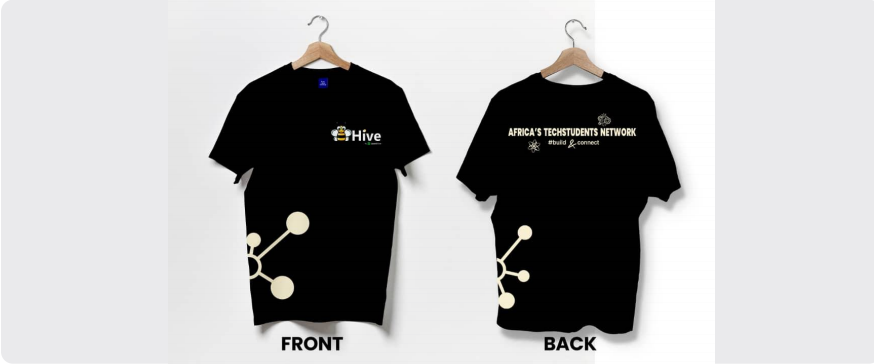 Hive
AFRICA'S TECHSTUDENTS NETWORK
#build & connect
FRONT
BACK